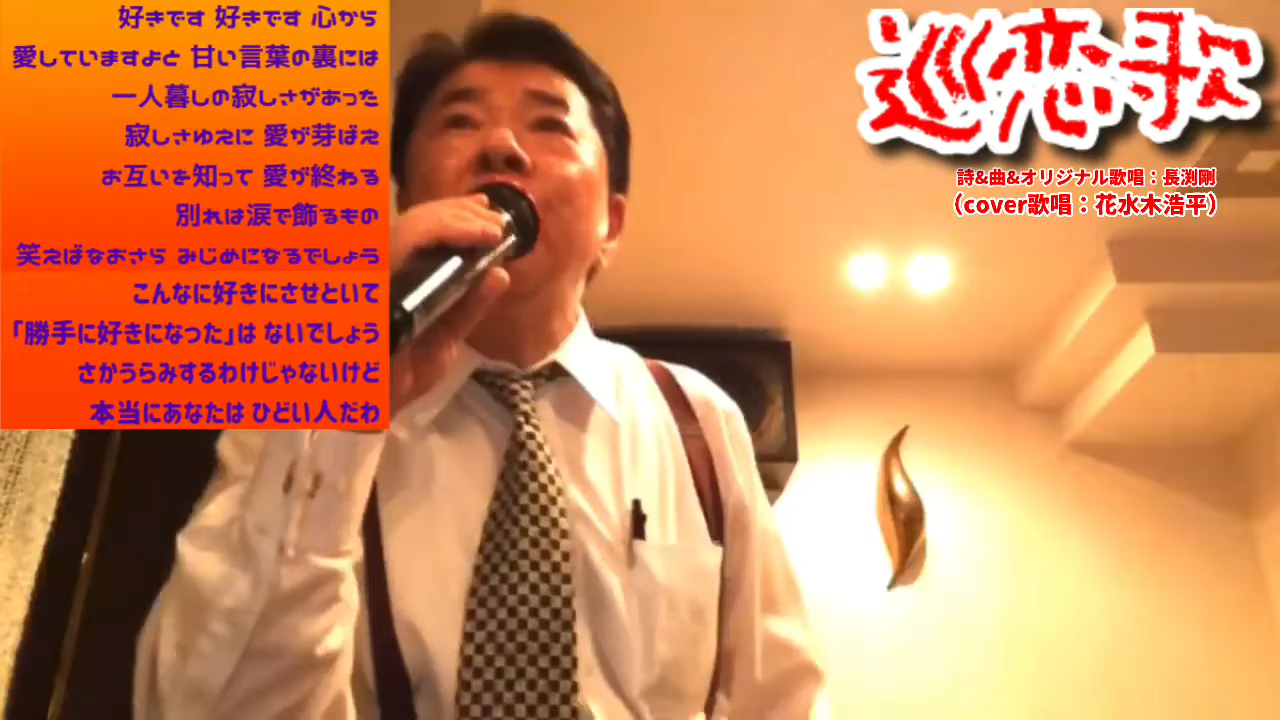 好きです 好きです 心から
愛していますよと 甘い言葉の裏には
一人暮しの寂しさがあった
寂しさゆえに 愛が芽ばえ
お互いを知って 愛が終わる
別れは涙で飾るもの
笑えばなおさら みじめになるでしょう
こんなに好きにさせといて
「勝手に好きになった」は ないでしょう
さかうらみするわけじゃないけど
本当にあなたは ひどい人だわ
巡恋歌
詩&曲&オリジナル歌唱：長渕剛
（cover歌唱：花水木浩平）